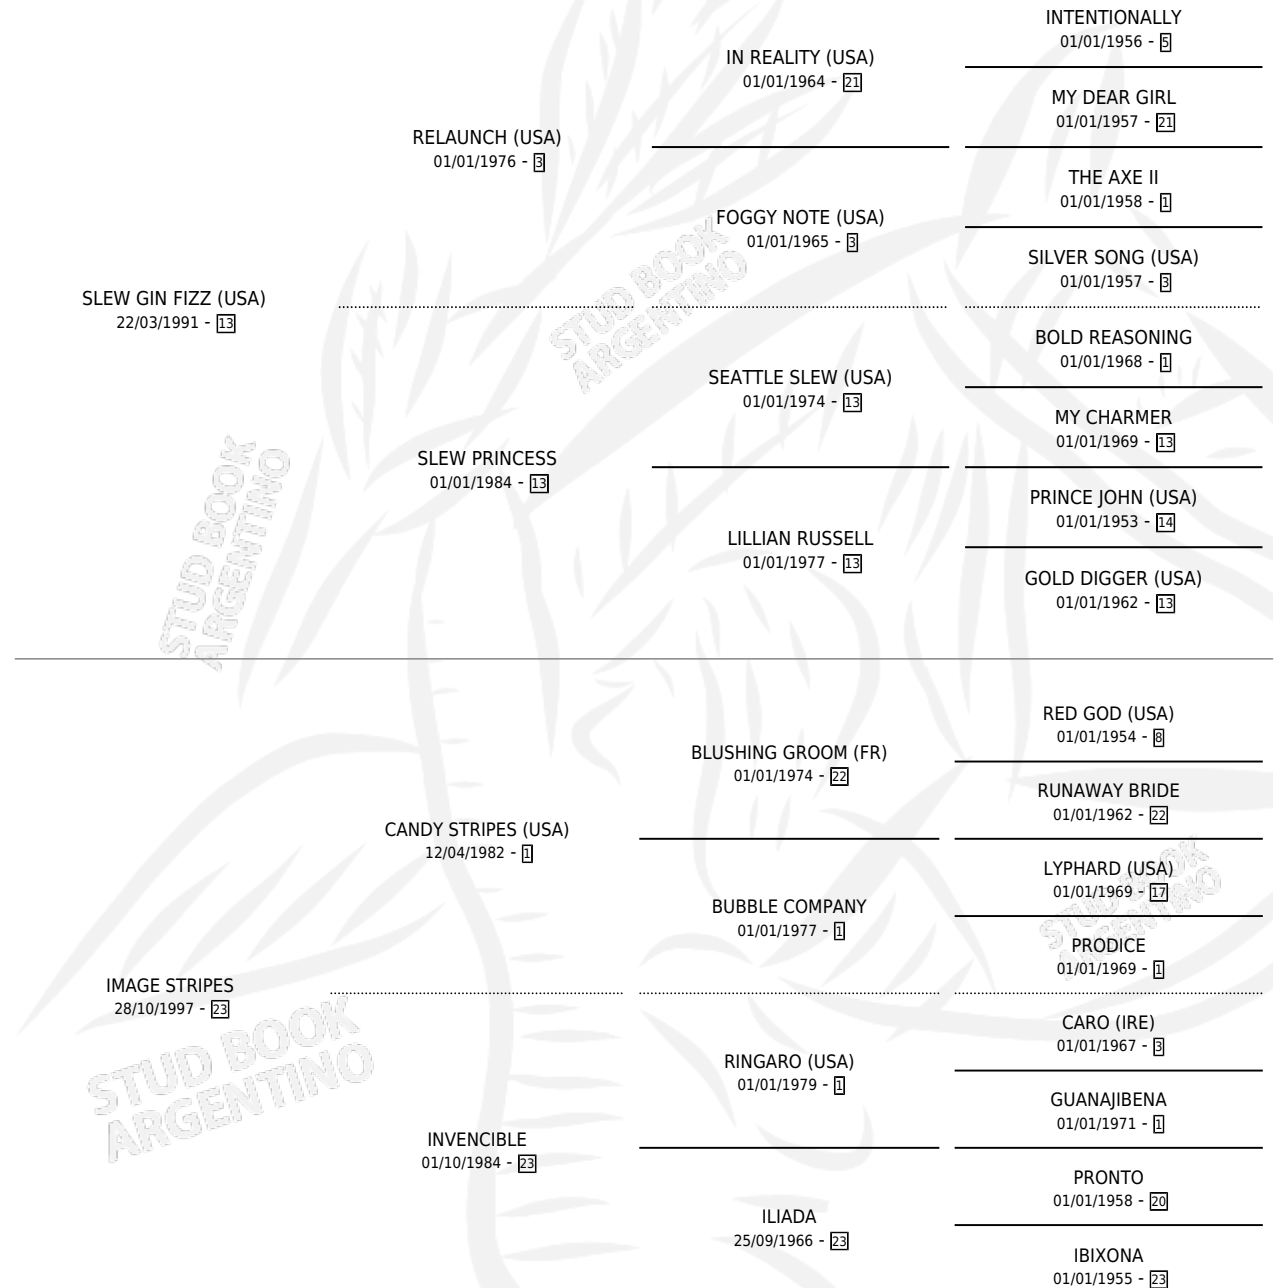 INTENTIONALLY
01/01/1956 - 5
IN REALITY (USA)
01/01/1964 - 21
MY DEAR GIRL
01/01/1957 - 21
RELAUNCH (USA)
01/01/1976 - 3
THE AXE II
01/01/1958 - 1
FOGGY NOTE (USA)
01/01/1965 - 3
SILVER SONG (USA)
01/01/1957 - 3
SLEW GIN FIZZ (USA)
22/03/1991 - 13
BOLD REASONING
01/01/1968 - 1
SEATTLE SLEW (USA)
01/01/1974 - 13
MY CHARMER
01/01/1969 - 13
SLEW PRINCESS
01/01/1984 - 13
PRINCE JOHN (USA)
01/01/1953 - 14
LILLIAN RUSSELL
01/01/1977 - 13
GOLD DIGGER (USA)
01/01/1962 - 13
RED GOD (USA)
01/01/1954 - 8
BLUSHING GROOM (FR)
01/01/1974 - 22
RUNAWAY BRIDE
01/01/1962 - 22
CANDY STRIPES (USA)
12/04/1982 - 1
LYPHARD (USA)
01/01/1969 - 17
BUBBLE COMPANY
01/01/1977 - 1
PRODICE
01/01/1969 - 1
IMAGE STRIPES
28/10/1997 - 23
CARO (IRE)
01/01/1967 - 3
RINGARO (USA)
01/01/1979 - 1
GUANAJIBENA
01/01/1971 - 1
INVENCIBLE
01/10/1984 - 23
PRONTO
01/01/1958 - 20
ILIADA
25/09/1966 - 23
IBIXONA
01/01/1955 - 23
STUD BOOK
ARGENTINO
STUD BOOK
ARGENTINO
STUD BOOK
ARGENTINO
STUD BOOK
ARGENTINO